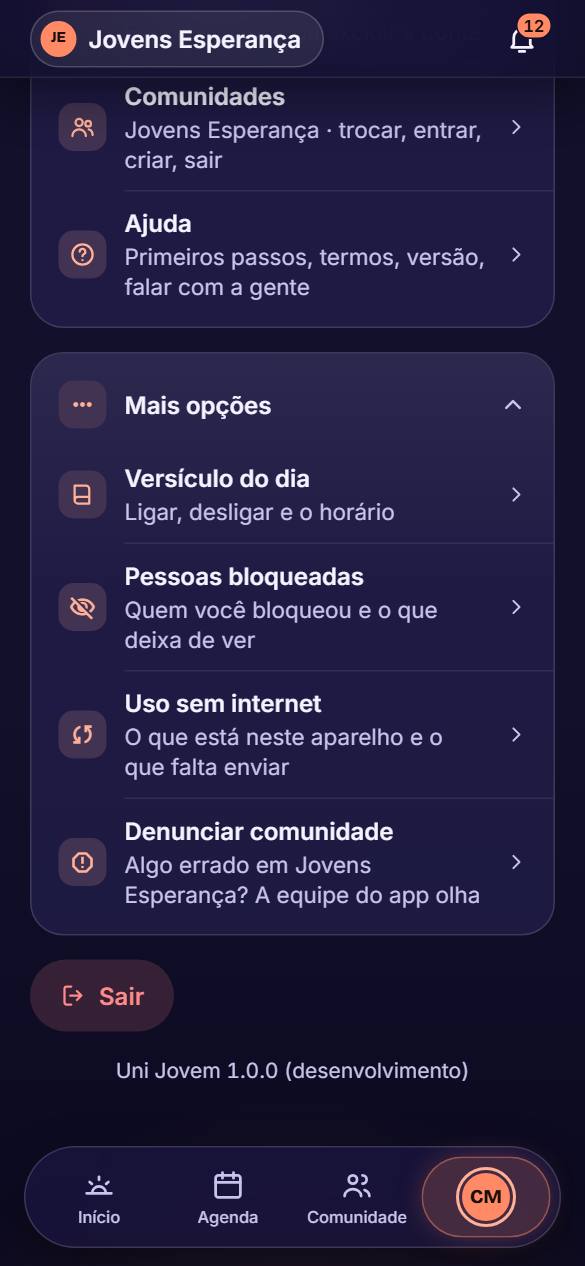 JE
Jovens Esperança
12
Comunidades
Jovens Esperança · trocar, entrar,
criar, sair
Ajuda
Primeiros passos, termos, versão,
falar com a gente
Mais opções
Versículo do dia
Ligar, desligar e o horário
Pessoas bloqueadas
Quem você bloqueou e o que
deixa de ver
Uso sem internet
O que está neste aparelho e o
que falta enviar
Denunciar comunidade
Algo errado em Jovens
Esperança? A equipe do app olha
Sair
Uni Jovem 1.0.0 (desenvolvimento)
Início
Agenda
Comunidade
CM